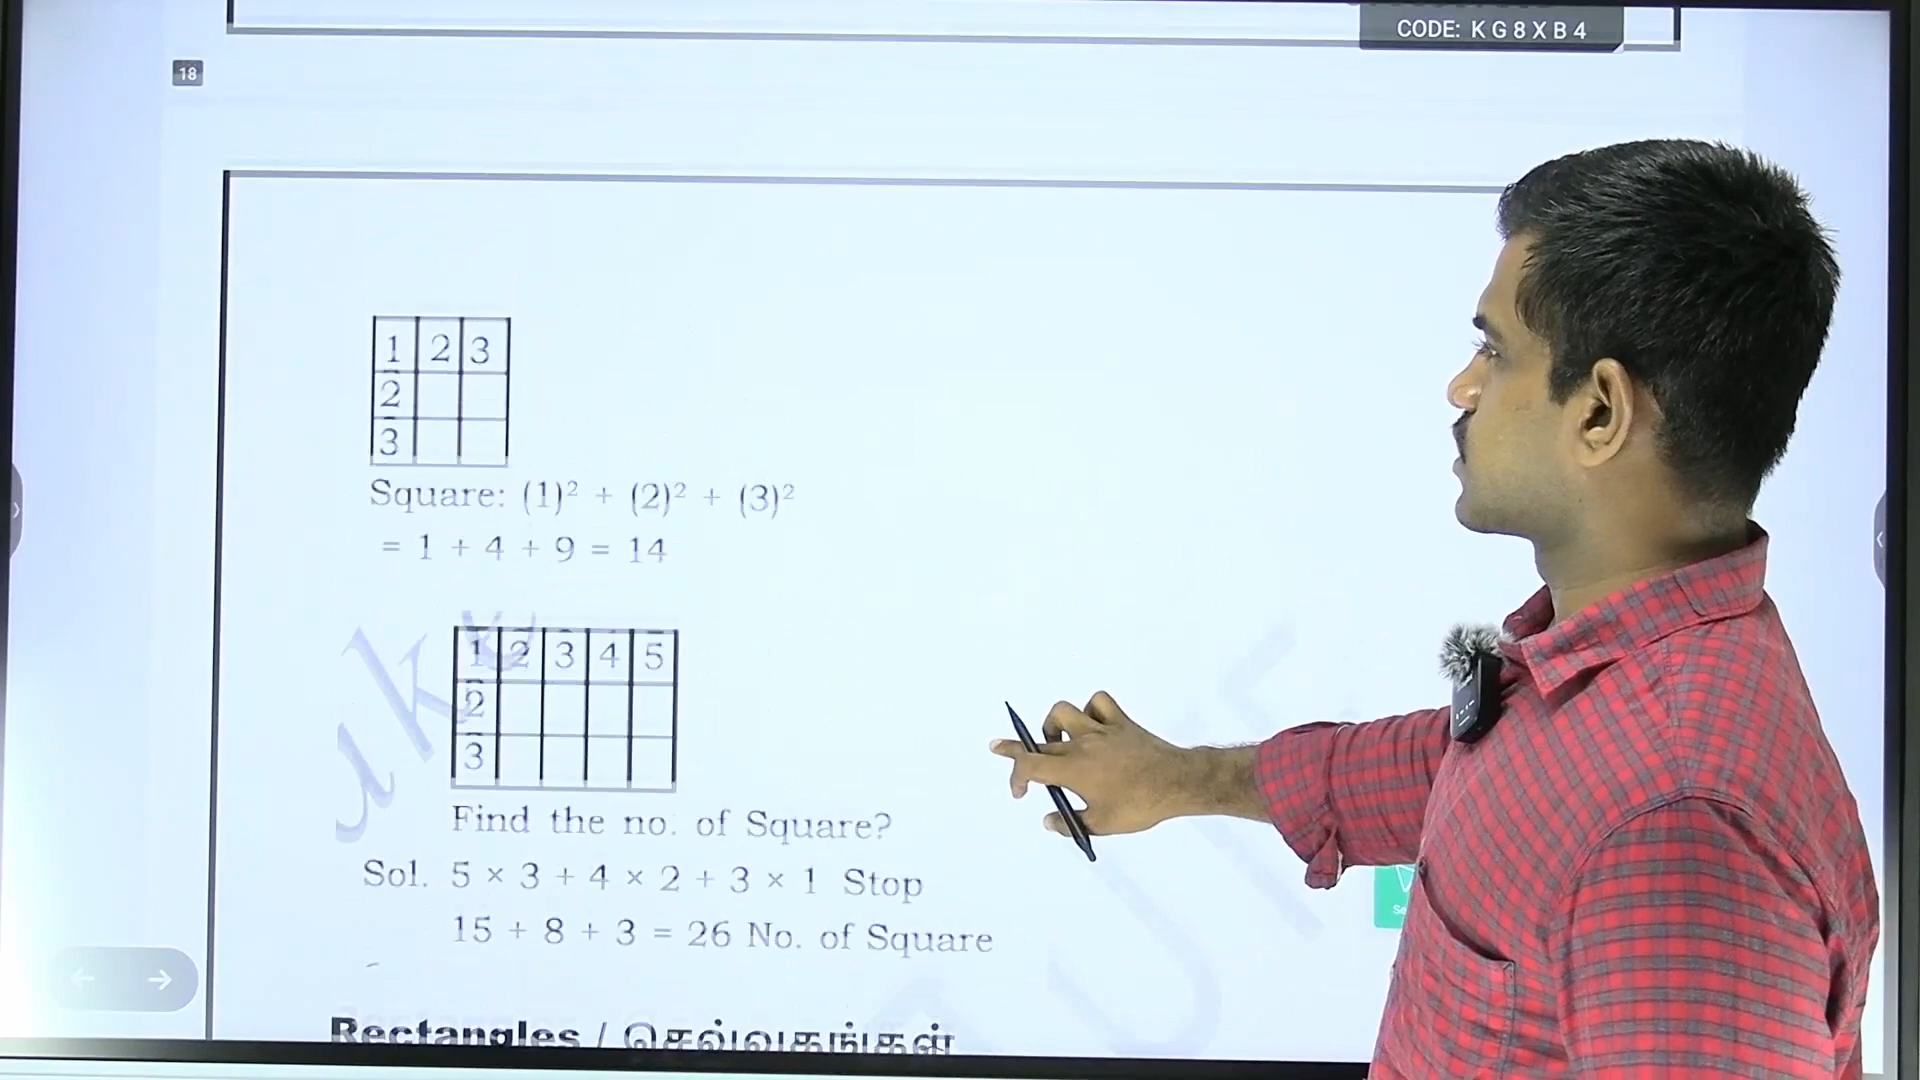 CODE: KG8XB4
18
1 2 3
2
3
Square: (1)² + (2)² + (3)²
= 1 + 4 + 9 = 14
1 2 3 4 5
2
3
Find the no. of Square?
Sol. 5 × 3 + 4 × 2 + 3 × 1 Stop
15 + 8 + 3 = 26 No. of Square
Rectangles / செவ்வகங்கள்